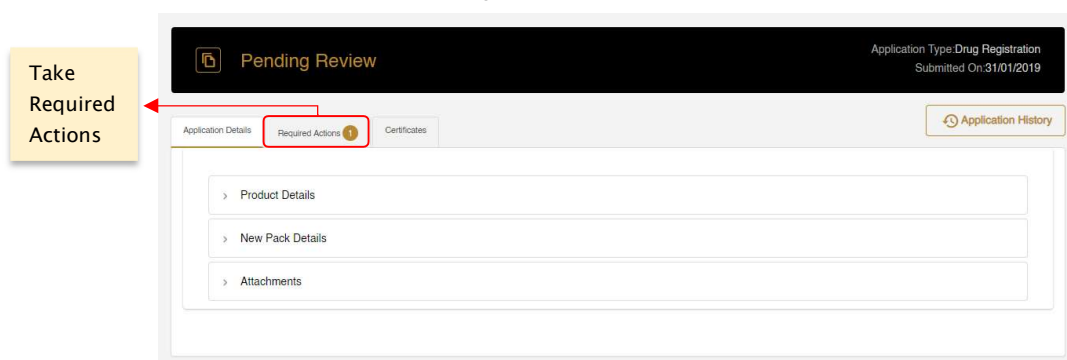 Take
Required
Actions
Pending Review
Application Type:Drug Registration
Submitted On:31/01/2019
Application Details
Required Actions 1
Certificates
Application History
Product Details
New Pack Details
Attachments